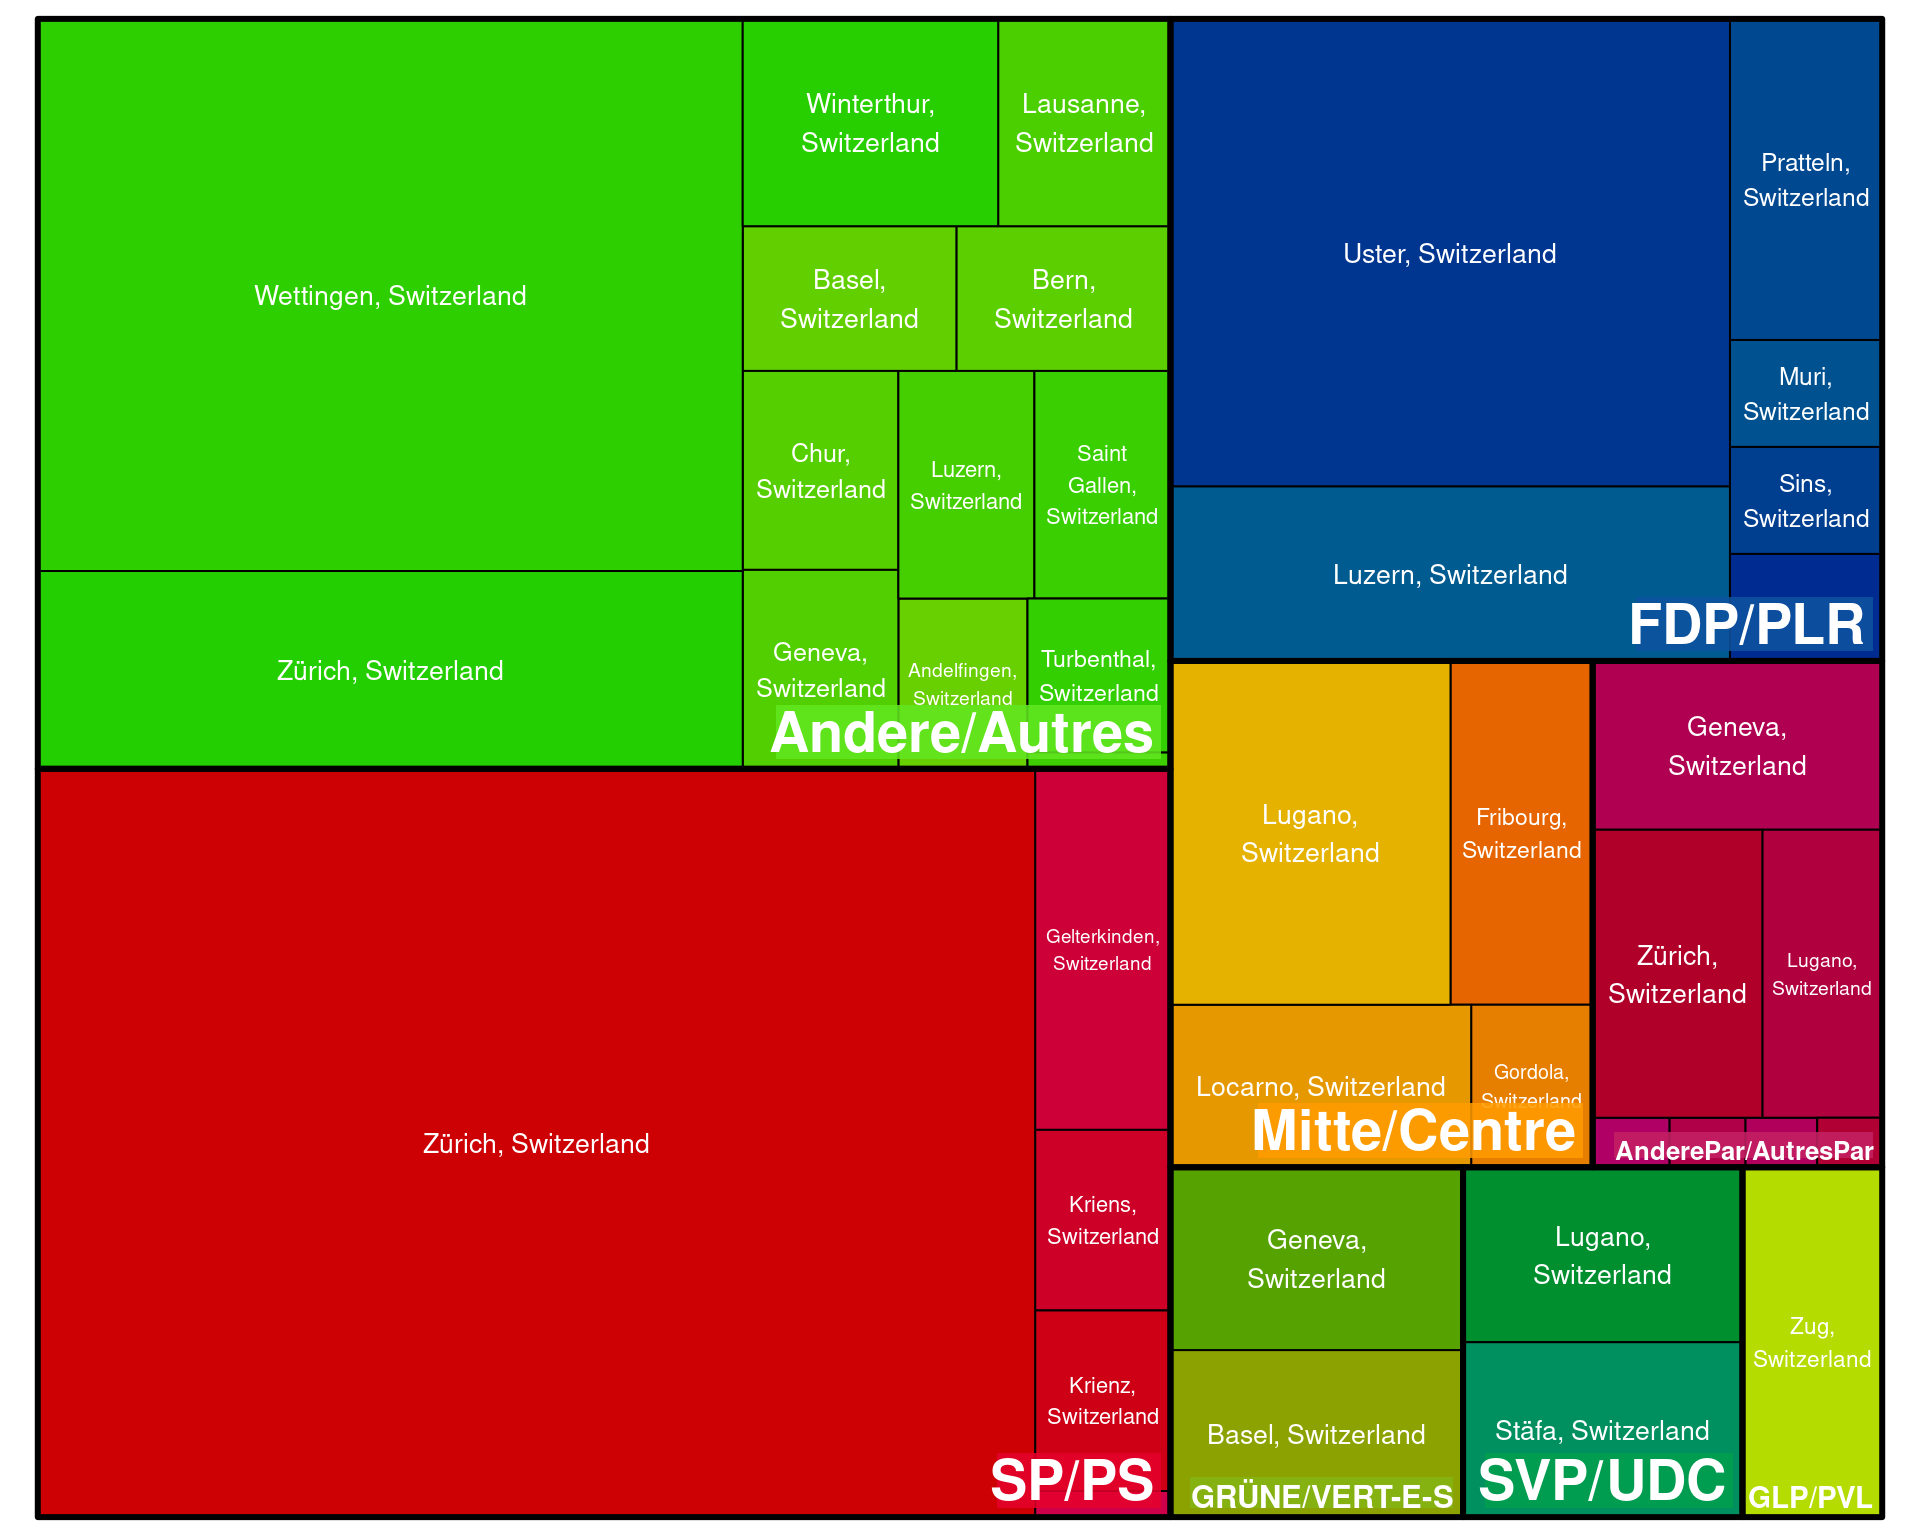 Wettingen, Switzerland
Zürich, Switzerland
Winterthur,
Switzerland
Lausanne,
Switzerland
Basel,
Switzerland
Bern,
Switzerland
Chur,
Switzerland
Luzern,
Switzerland
Saint
Gallen,
Switzerland
Geneva,
Switzerland
Andelfingen,
Switzerland
Turbenthal,
Switzerland
Andere/Autres
Zürich, Switzerland
Gelterkinden,
Switzerland
Kriens,
Switzerland
Krienz,
Switzerland
SP/PS
Uster, Switzerland
Luzern, Switzerland
Pratteln,
Switzerland
Muri,
Switzerland
Sins,
Switzerland
FDP/PLR
Lugano,
Switzerland
Fribourg,
Switzerland
Locarno, Switzerland
Gordola,
Switzerland
Mitte/Centre
Geneva,
Switzerland
Zürich,
Switzerland
Lugano,
Switzerland
AnderePar/AutresPar
Geneva,
Switzerland
Basel, Switzerland
GRÜNE/VERT-E-S
Lugano,
Switzerland
Stäfa, Switzerland
SVP/UDC
Zug,
Switzerland
GLP/PVL